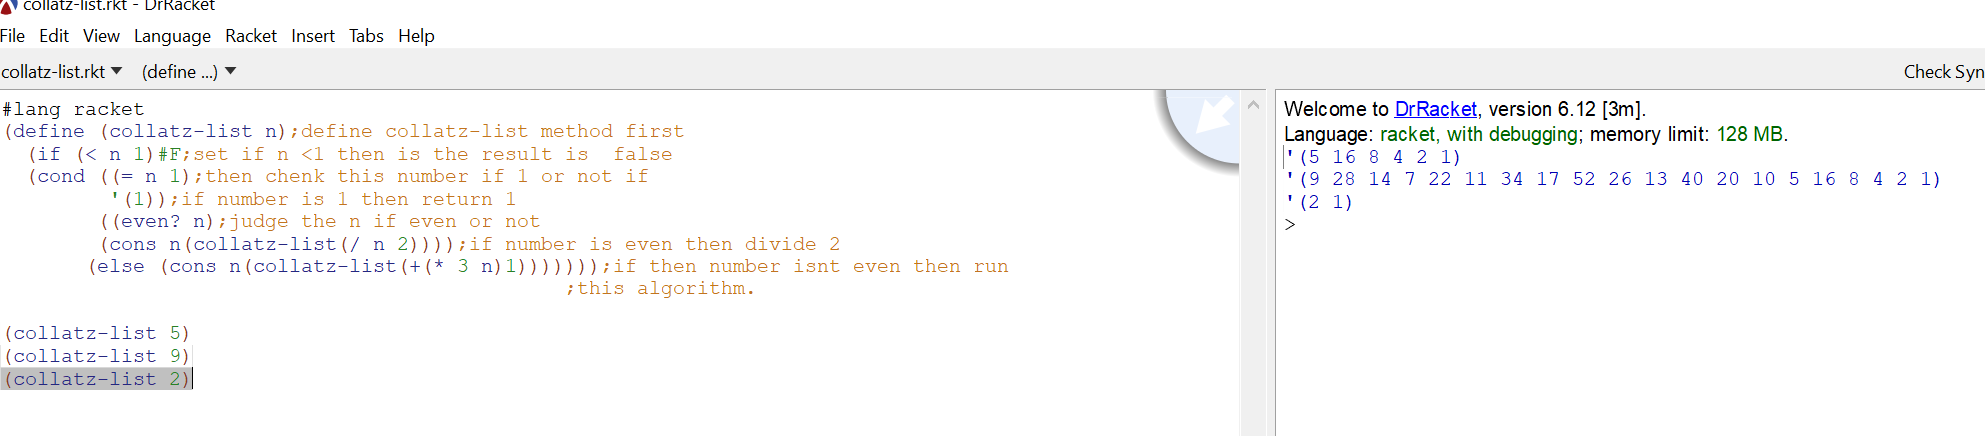 collatz-list.rkt - DrRacket
File Edit View Language Racket Insert Tabs Help
collatz-list.rkt (define ...) Check Syn
#lang racket
(define (collatz-list n);define collatz-list method first
(if (< n 1)#F;set if n <1 then is the result is  false
(cond ((= n 1);then chenk this number if 1 or not if
'(1));if number is 1 then return 1
((even? n);judge the n if even or not
(cons n(collatz-list(/ n 2))));if number is even then divide 2
(else (cons n(collatz-list(+(* 3 n)1)))))));if then number isnt even then run
;this algorithm.
(collatz-list 5)
(collatz-list 9)
(collatz-list 2)
Welcome to DrRacket, version 6.12 [3m].
Language: racket, with debugging; memory limit: 128 MB.
'(5 16 8 4 2 1)
'(9 28 14 7 22 11 34 17 52 26 13 40 20 10 5 16 8 4 2 1)
'(2 1)
>